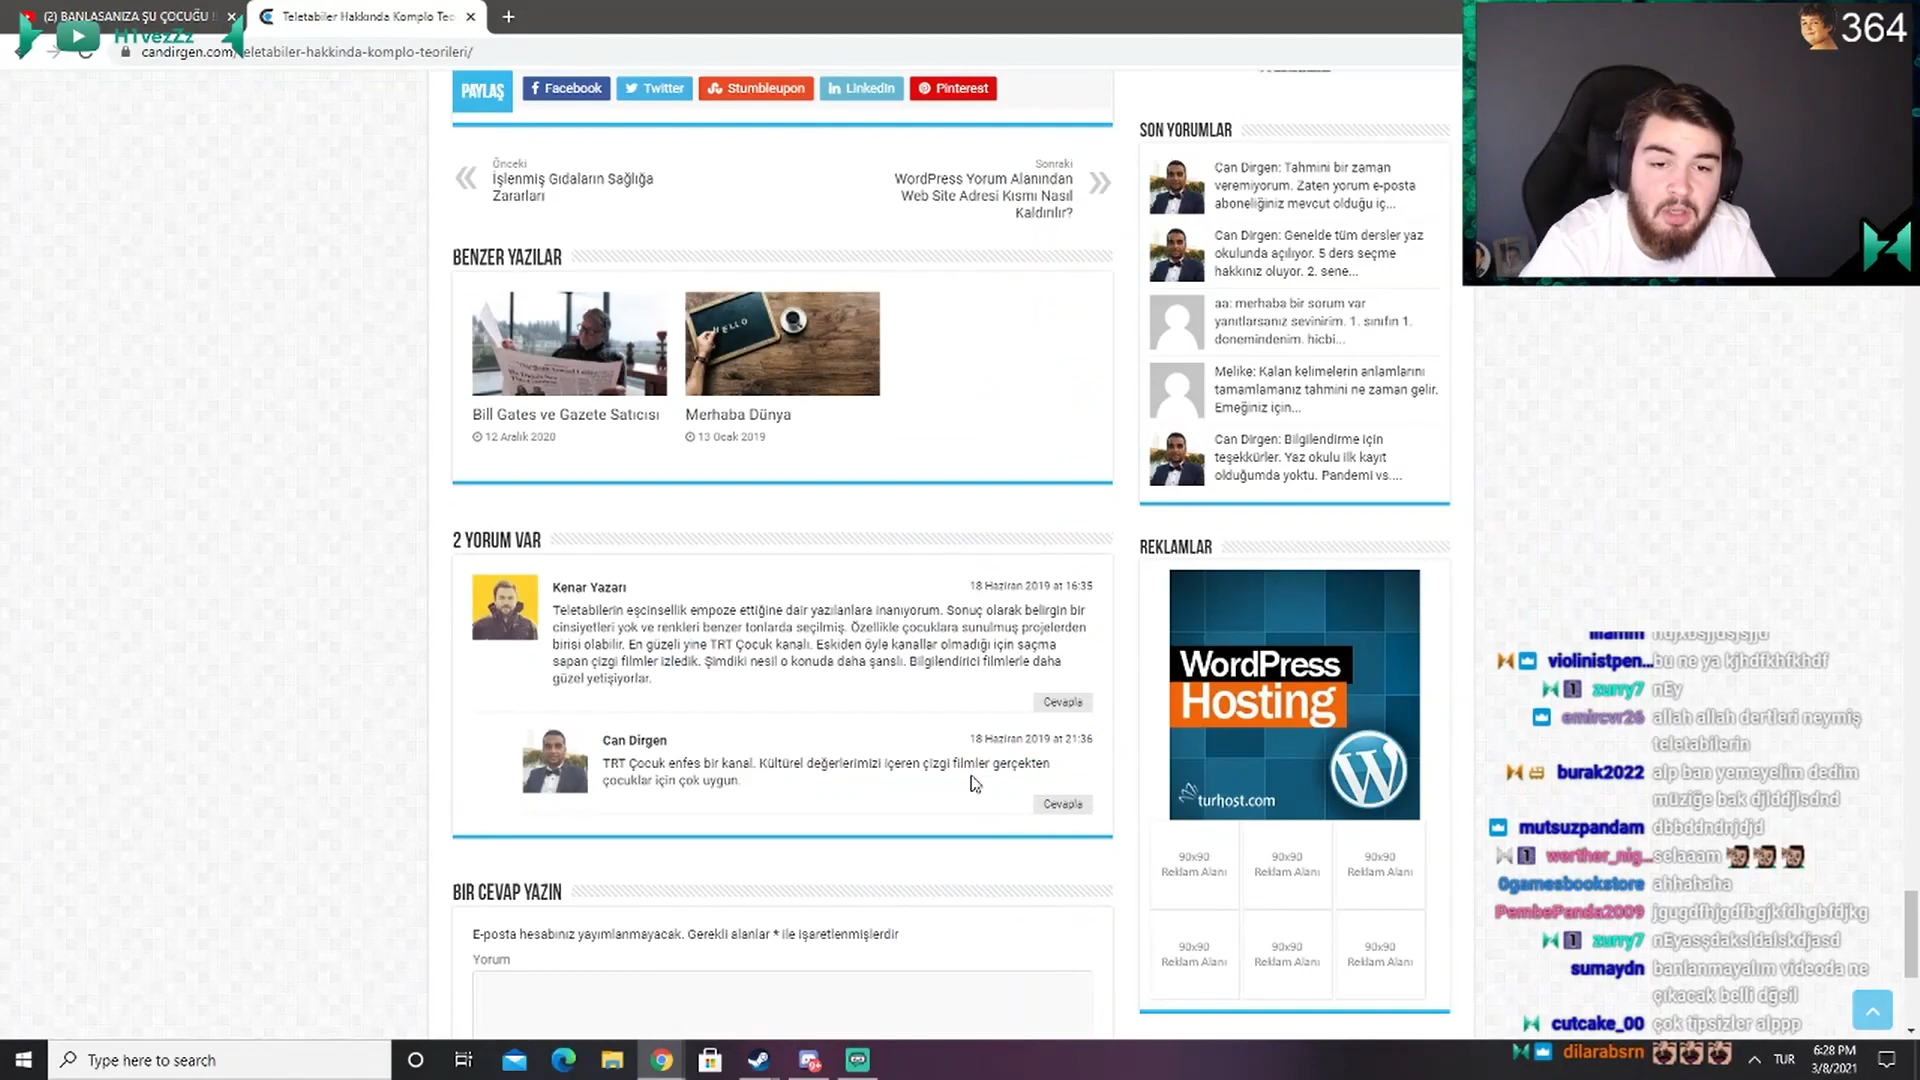 (2) BANLASANIZA ŞU ÇOCUĞU
Teletabiler Hakkında Komplo Teo
364
H1vezZz
candirgen.com/teletabiler-hakkinda-komplo-teorileri/
PAYLAŞ
Facebook
Twitter
Stumbleupon
LinkedIn
Pinterest
Önceki
İşlenmiş Gıdaların Sağlığa
Zararları
Sonraki
WordPress Yorum Alanından
Web Site Adresi Kısmı Nasıl
Kaldırılır?
BENZER YAZILAR
HELLO
Bill Gates ve Gazete Satıcısı
12 Aralık 2020
Merhaba Dünya
13 Ocak 2019
2 YORUM VAR
Kenar Yazarı
18 Haziran 2019 at 16:35
Teletabilerin eşcinsellik empoze ettiğine dair yazılanlara inanıyorum. Sonuç olarak belirgin bir
cinsiyetleri yok ve renkleri benzer tonlarda seçilmiş. Özellikle çocuklara sunulmuş projelerden
birisi olabilir. En güzeli yine TRT Çocuk kanalı. Eskiden öyle kanallar olmadığı için saçma
sapan çizgi filmler izledik. Şimdiki nesil o konuda daha şanslı. Bilgilendirici filmlerle daha
güzel yetişiyorlar.
Cevapla
Can Dirgen
18 Haziran 2019 at 21:36
TRT Çocuk enfes bir kanal. Kültürel değerlerimizi içeren çizgi filmler gerçekten
çocuklar için çok uygun.
Cevapla
BIR CEVAP YAZIN
E-posta hesabınız yayımlanmayacak. Gerekli alanlar * ile işaretlenmişlerdir
Yorum
SON YORUMLAR
Can Dirgen: Tahmini bir zaman
veremiyorum. Zaten yorum e-posta
aboneliğiniz mevcut olduğu iç...
Can Dirgen: Genelde tüm dersler yaz
okulunda açılıyor. 5 ders seçme
hakkınız oluyor. 2. sene...
aa: merhaba bir sorum var
yanıtlarsanız sevinirim. 1. sınıfın 1.
donemindenim. hicbi...
Melike: Kalan kelimelerin anlamlarını
tamamlamanız tahmini ne zaman gelir.
Emeğiniz için...
Can Dirgen: Bilgilendirme için
teşekkürler. Yaz okulu ilk kayıt
olduğumda yoktu. Pandemi vs....
REKLAMLAR
WordPress
Hosting
turhost.com
90x90
Reklam Alanı
90x90
Reklam Alanı
90x90
Reklam Alanı
90x90
Reklam Alanı
90x90
Reklam Alanı
90x90
Reklam Alanı
violinistpen... bu ne ya kjhdfkhfkhdf
zurry7 nEy
emircvr26 allah allah dertleri neymiş
teletabilerin
burak2022 alp ban yemeyelim dedim
müziğe bak djlddjlsdnd
mutsuzpandam dbbddndnjdjd
werther_nig... selaaam
0gamesbookstore ahhahaha
PembePanda2009 jgugdfhjgdfbgjkfdhgbfdjkg
zurry7 nEyasşdaksldalskdjasd
sumaydn banlanmayalım videoda ne
çıkacak belli dğeil
cutcake_00 çok tipsizler alppp
dilarabsrn
Type here to search
TUR
6:28 PM
3/8/2021